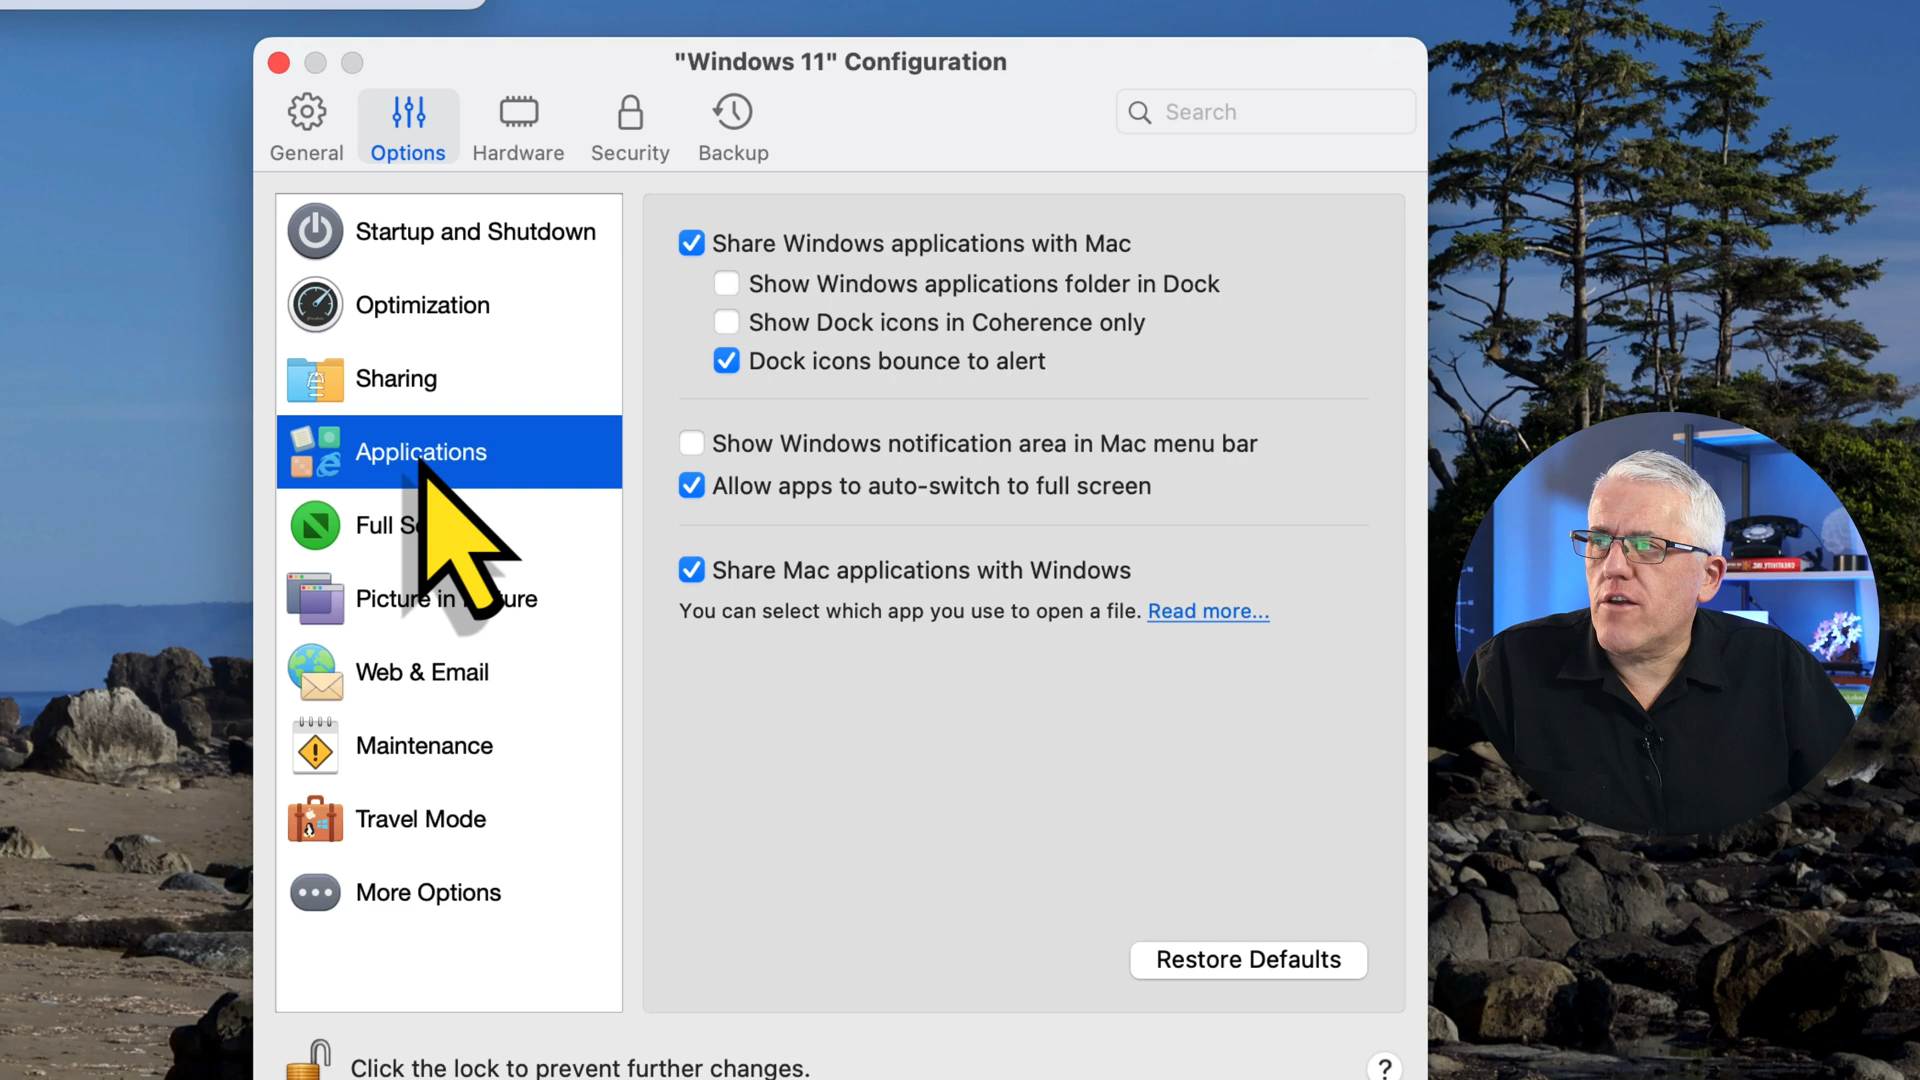 "Windows 11" Configuration
General
Options
Hardware
Security
Backup
Search
Startup and Shutdown
Optimization
Sharing
Applications
Full
Picture in
Web & Email
Maintenance
Travel Mode
More Options
Share Windows applications with Mac
Show Windows applications folder in Dock
Show Dock icons in Coherence only
Dock icons bounce to alert
Show Windows notification area in Mac menu bar
Allow apps to auto-switch to full screen
Share Mac applications with Windows
You can select which app you use to open a file. Read more...
Restore Defaults
Click the lock to prevent further changes.
?